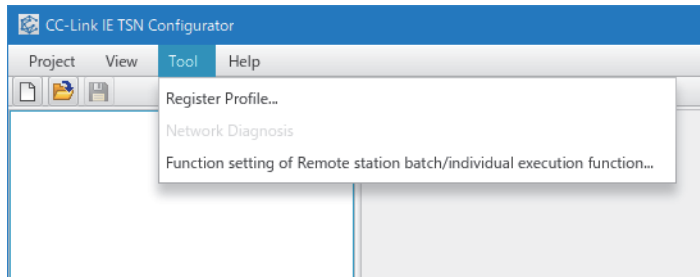 CC-Link IE TSN Configurator
Project View Tool Help
Register Profile...
Network Diagnosis
Function setting of Remote station batch/individual execution function...